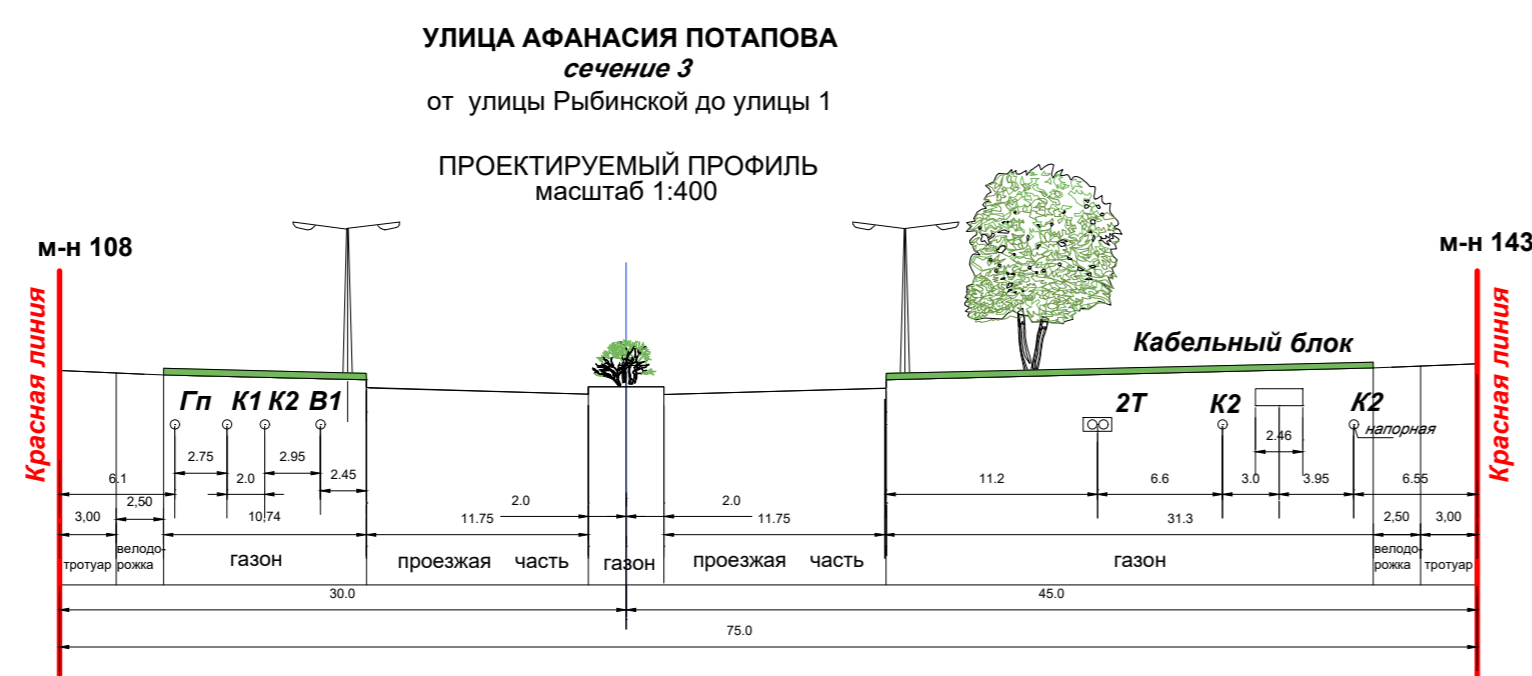 УЛИЦА АФАНАСИЯ ПОТАПОВА
сечение 3
от улицы Рыбинской до улицы 1
ПРОЕКТИРУЕМЫЙ ПРОФИЛЬ
масштаб 1:400
м-н 108
м-н 143
Красная линия
Красная линия
Кабельный блок
Гп К1 К2 В1
2Т К2 К2
напорная
2.75 2.95 2.46
6.1 2.0 2.45 11.2 6.6 3.0 3.95 6.55
2.0 2.0
3,00 2,50 10,74 11.75 11.75 31.3 2,50 3,00
тротуар
велодо-
рожка
газон
проезжая часть
газон
проезжая часть
газон
велодо-
рожка
тротуар
30.0 45.0
75.0